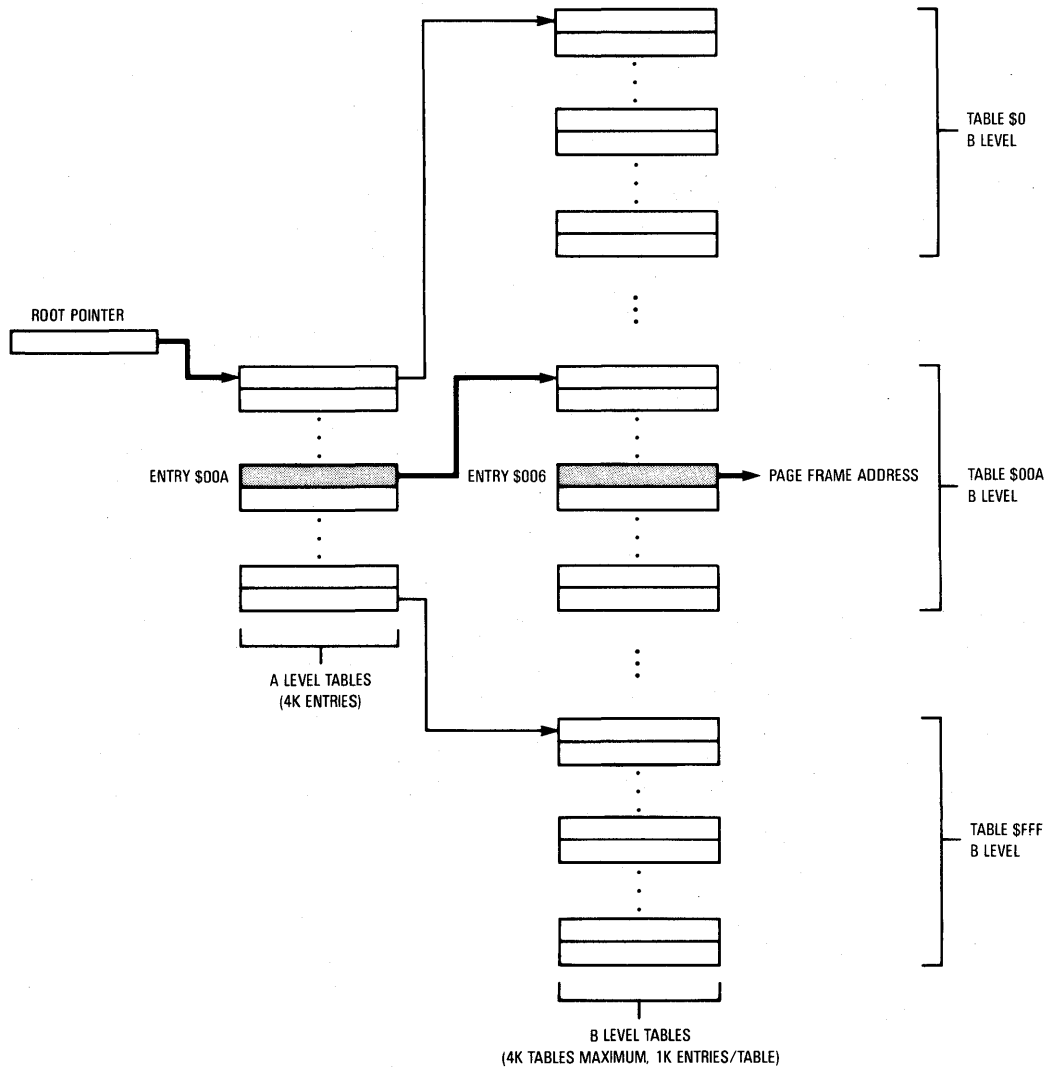 TABLE $0
B LEVEL
ROOT POINTER
ENTRY $00A
ENTRY $006
PAGE FRAME ADDRESS
TABLE $00A
B LEVEL
A LEVEL TABLES
(4K ENTRIES)
TABLE $FFF
B LEVEL
B LEVEL TABLES
(4K TABLES MAXIMUM, 1K ENTRIES/TABLE)